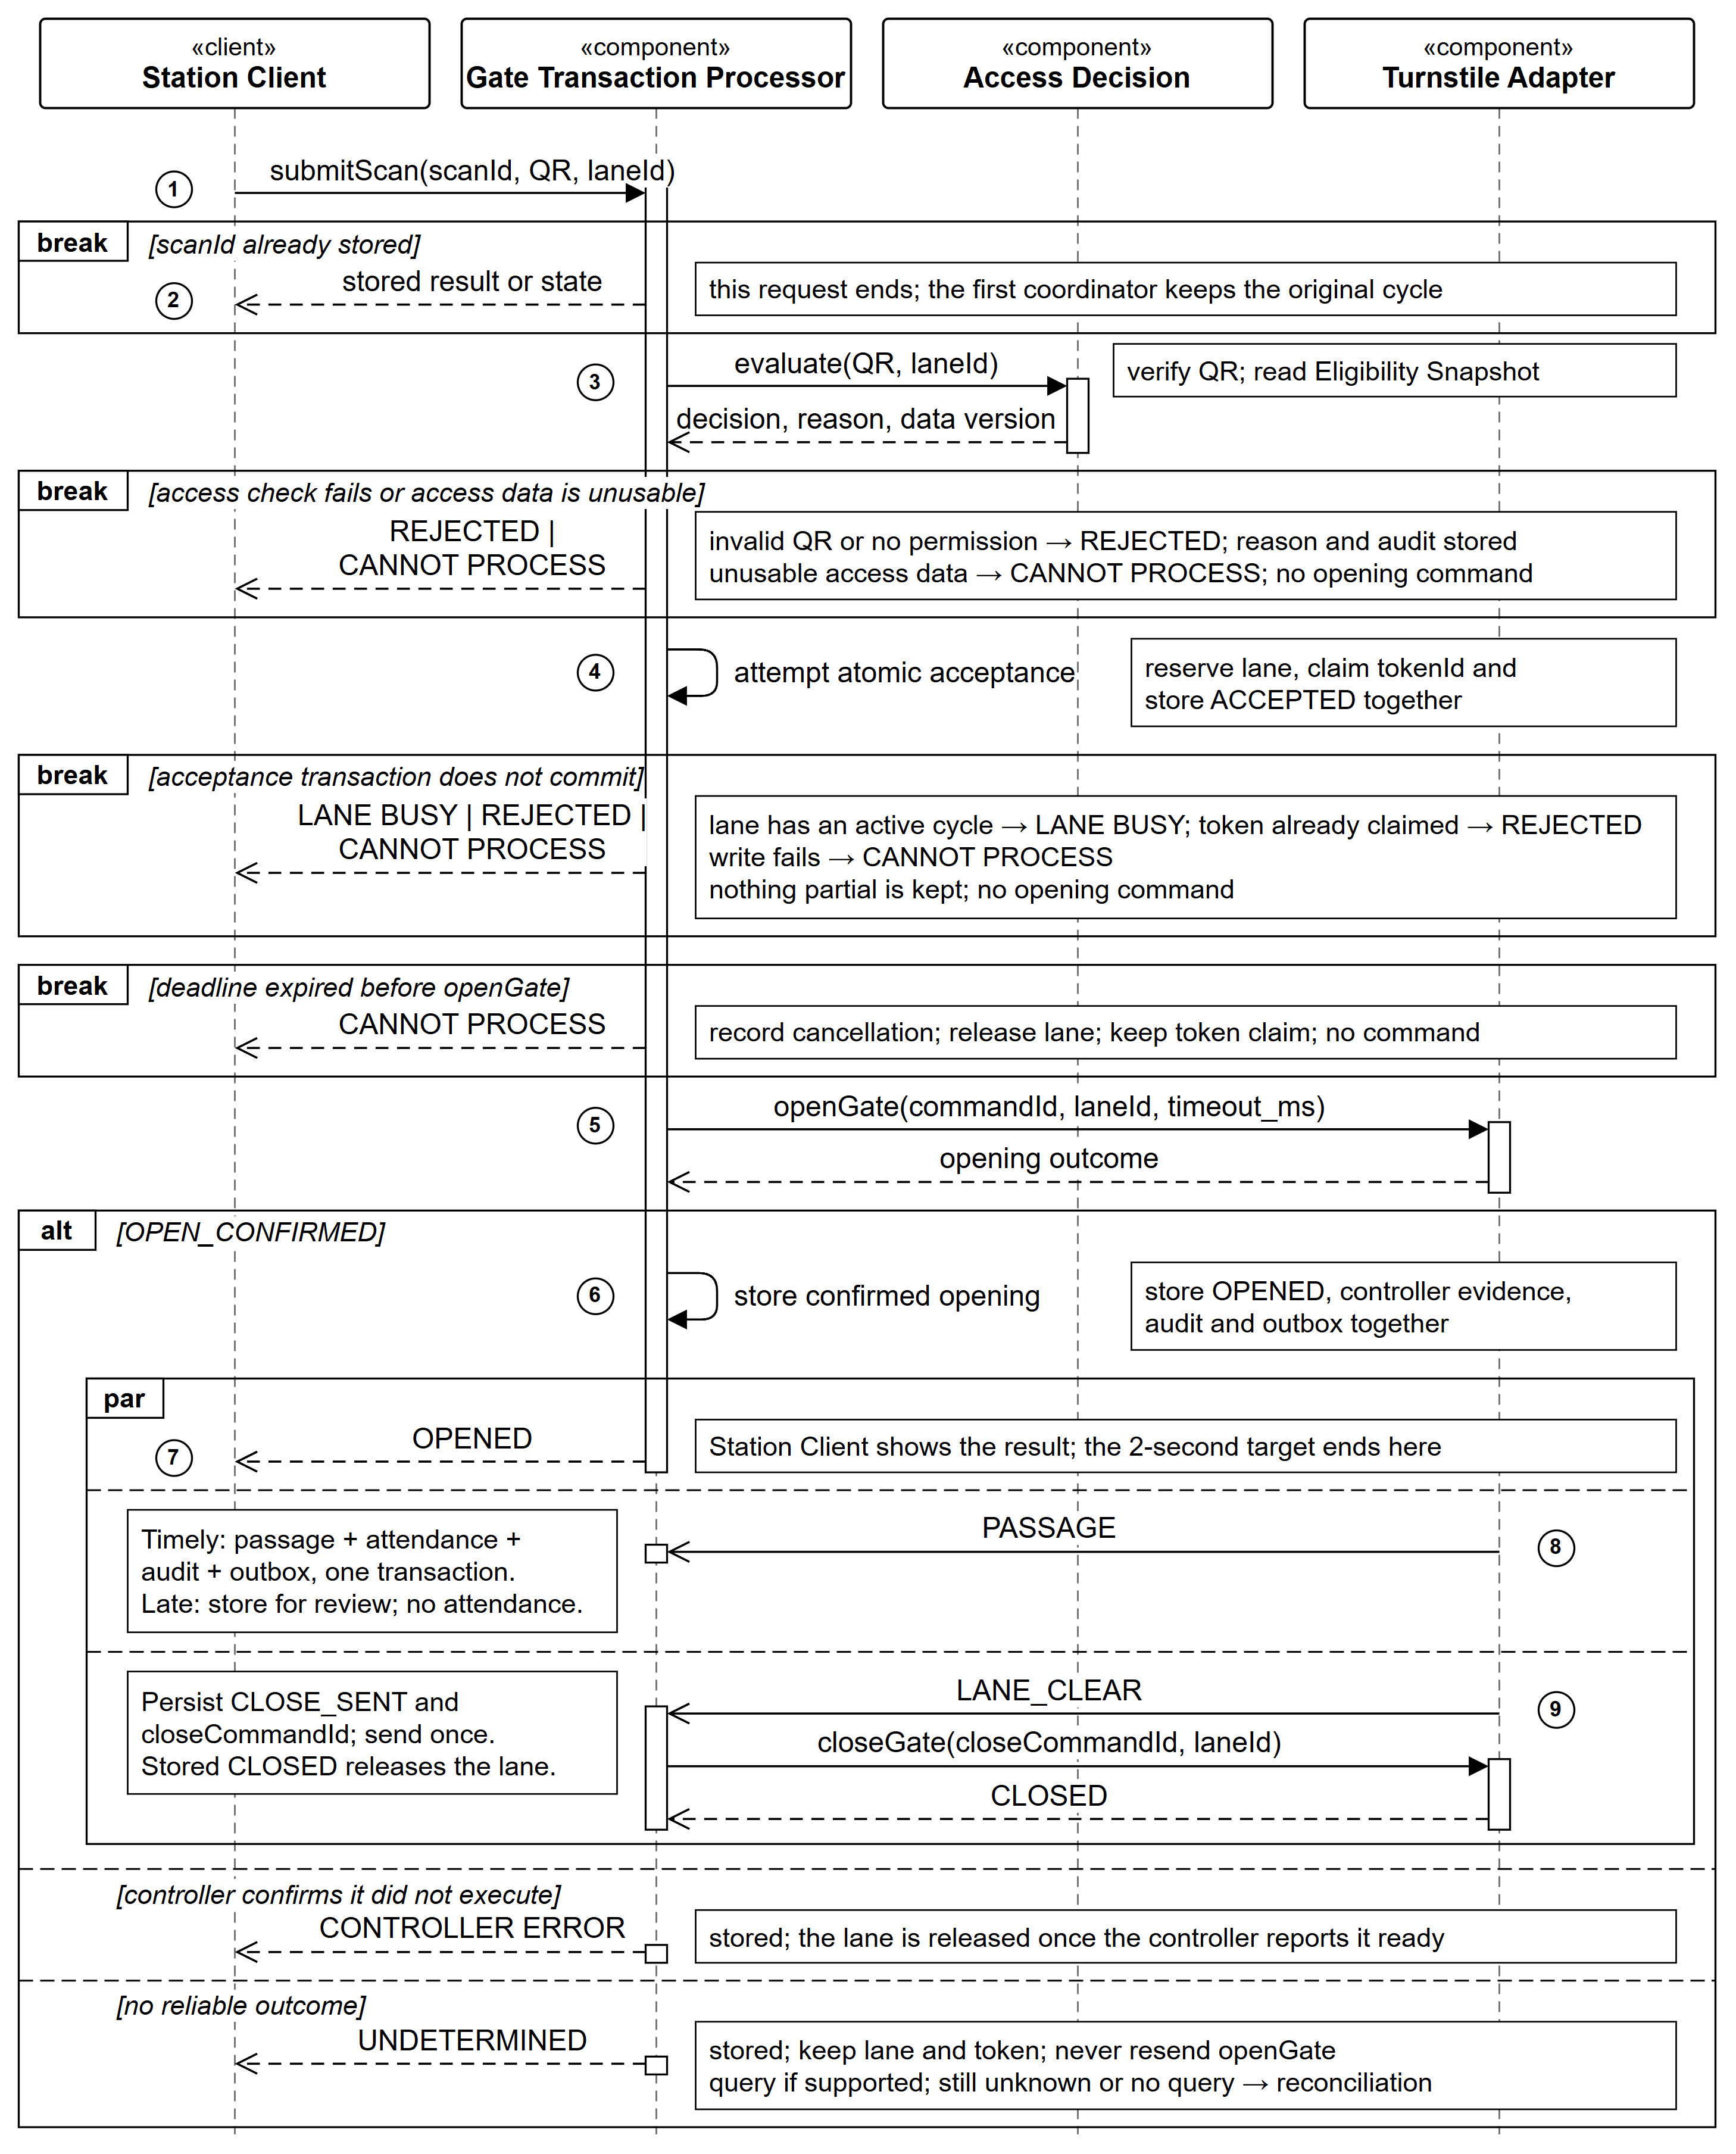 «client»
Station Client
«component»
Gate Transaction Processor
«component»
Access Decision
«component»
Turnstile Adapter
1
submitScan(scanId, QR, laneId)
break
[scanId already stored]
2
stored result or state
this request ends; the first coordinator keeps the original cycle
3
evaluate(QR, laneId)
verify QR; read Eligibility Snapshot
decision, reason, data version
break
[access check fails or access data is unusable]
REJECTED |
CANNOT PROCESS
invalid QR or no permission → REJECTED; reason and audit stored
unusable access data → CANNOT PROCESS; no opening command
4
attempt atomic acceptance
reserve lane, claim tokenId and
store ACCEPTED together
break
[acceptance transaction does not commit]
LANE BUSY | REJECTED |
CANNOT PROCESS
lane has an active cycle → LANE BUSY; token already claimed → REJECTED
write fails → CANNOT PROCESS
nothing partial is kept; no opening command
break
[deadline expired before openGate]
CANNOT PROCESS
record cancellation; release lane; keep token claim; no command
5
openGate(commandId, laneId, timeout_ms)
opening outcome
alt
[OPEN_CONFIRMED]
6
store confirmed opening
store OPENED, controller evidence,
audit and outbox together
par
7
OPENED
Station Client shows the result; the 2-second target ends here
Timely: passage + attendance +
audit + outbox, one transaction.
Late: store for review; no attendance.
PASSAGE
8
Persist CLOSE_SENT and
closeCommandId; send once.
Stored CLOSED releases the lane.
LANE_CLEAR
9
closeGate(closeCommandId, laneId)
CLOSED
[controller confirms it did not execute]
CONTROLLER ERROR
stored; the lane is released once the controller reports it ready
[no reliable outcome]
UNDETERMINED
stored; keep lane and token; never resend openGate
query if supported; still unknown or no query → reconciliation